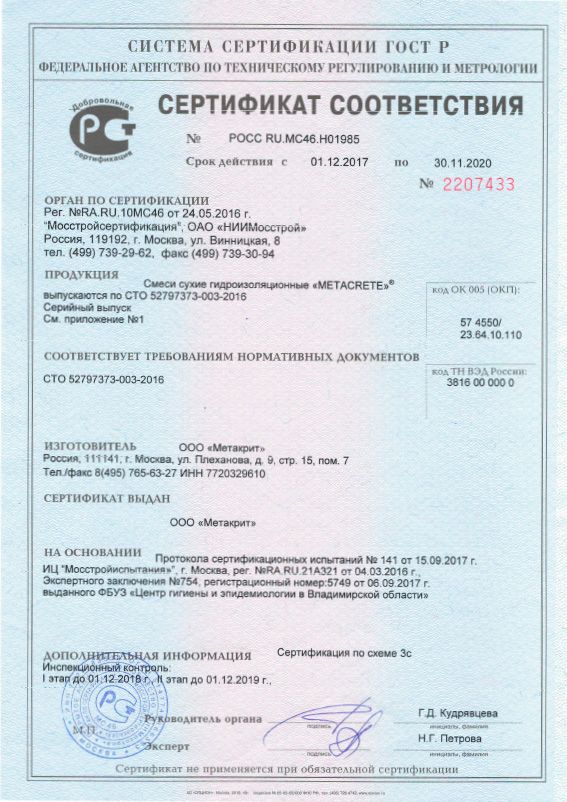 СИСТЕМА СЕРТИФИКАЦИИ ГОСТ Р
ФЕДЕРАЛЬНОЕ АГЕНТСТВО ПО ТЕХНИЧЕСКОМУ РЕГУЛИРОВАНИЮ И МЕТРОЛОГИИ
Добровольная
сертификация
СЕРТИФИКАТ СООТВЕТСТВИЯ
№ РОСС RU.МС46.Н01985
Срок действия с 01.12.2017 по 30.11.2020
№ 2207433
ОРГАН ПО СЕРТИФИКАЦИИ
Рег. №RA.RU.10МС46 от 24.05.2016 г.
"Мосстройсертификация", ОАО «НИИМосстрой»
Россия, 119192, г. Москва, ул. Винницкая, 8
тел. (499) 739-29-62, факс (499) 739-30-94
ПРОДУКЦИЯ Смеси сухие гидроизоляционные «METACRETE»®
выпускаются по СТО 52797373-003-2016
Серийный выпуск
См. приложение №1
код ОК 005 (ОКП):
57 4550/
23.64.10.110
СООТВЕТСТВУЕТ ТРЕБОВАНИЯМ НОРМАТИВНЫХ ДОКУМЕНТОВ
СТО 52797373-003-2016
код ТН ВЭД России:
3816 00 000 0
ИЗГОТОВИТЕЛЬ ООО «Метакрит»
Россия, 111141, г. Москва, ул. Плеханова, д. 9, стр. 15, пом. 7
Тел./факс 8(495) 765-63-27 ИНН 7720329610
СЕРТИФИКАТ ВЫДАН
ООО «Метакрит»
НА ОСНОВАНИИ Протокола сертификационных испытаний № 141 от 15.09.2017 г.
ИЦ "Мосстройиспытания», г. Москва, рег. №RA.RU.21АЗ21 от 04.03.2016 г.,
Экспертного заключения №754, регистрационный номер:5749 от 06.09.2017 г.
выданного ФБУЗ «Центр гигиены и эпидемиологии в Владимирской области»
ДОПОЛНИТЕЛЬНАЯ ИНФОРМАЦИЯ Сертификация по схеме 3с
Инспекционный контроль:
I этап до 01.12.2018 г., II этап до 01.12.2019 г.,
М.П.
Руководитель органа
подпись
Г.Д. Кудрявцева
инициалы, фамилия
Эксперт
подпись
Н.Г. Петрова
инициалы, фамилия
Сертификат не применяется при обязательной сертификации